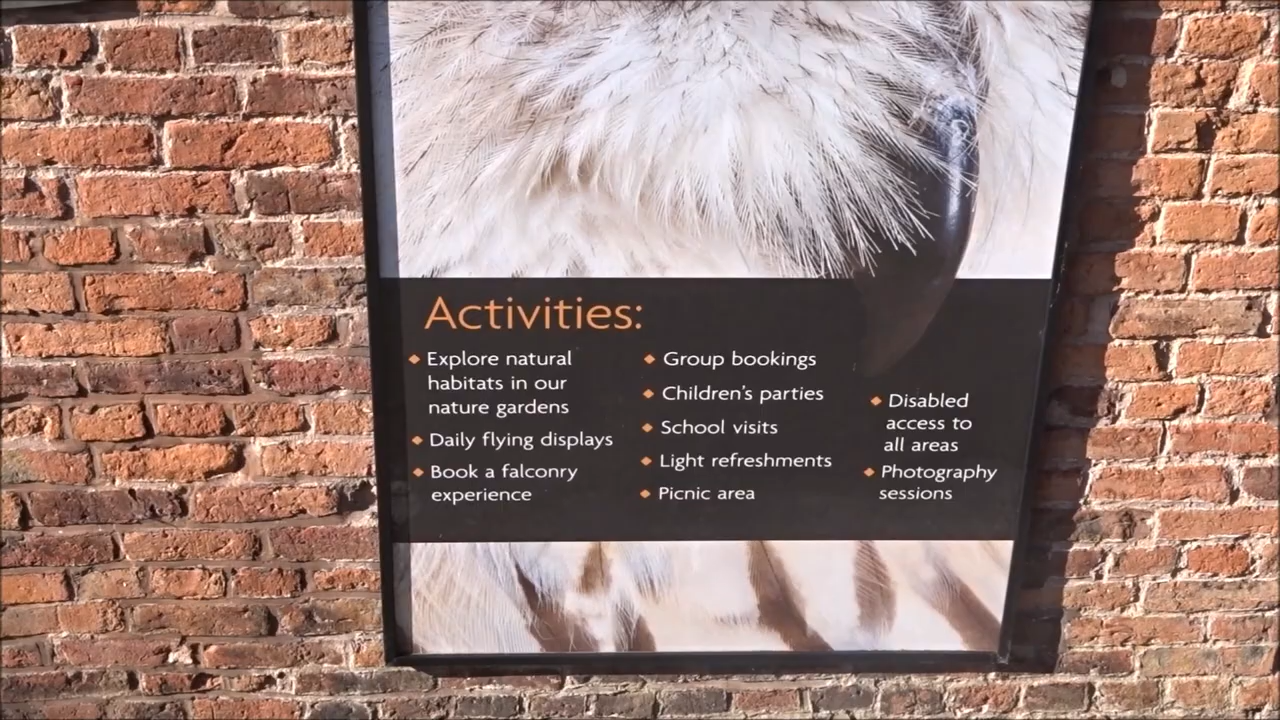 Activities:
Explore natural
habitats in our
nature gardens
Daily flying displays
Book a falconry
experience
Group bookings
Children's parties
School visits
Light refreshments
Picnic area
Disabled
access to
all areas
Photography
sessions